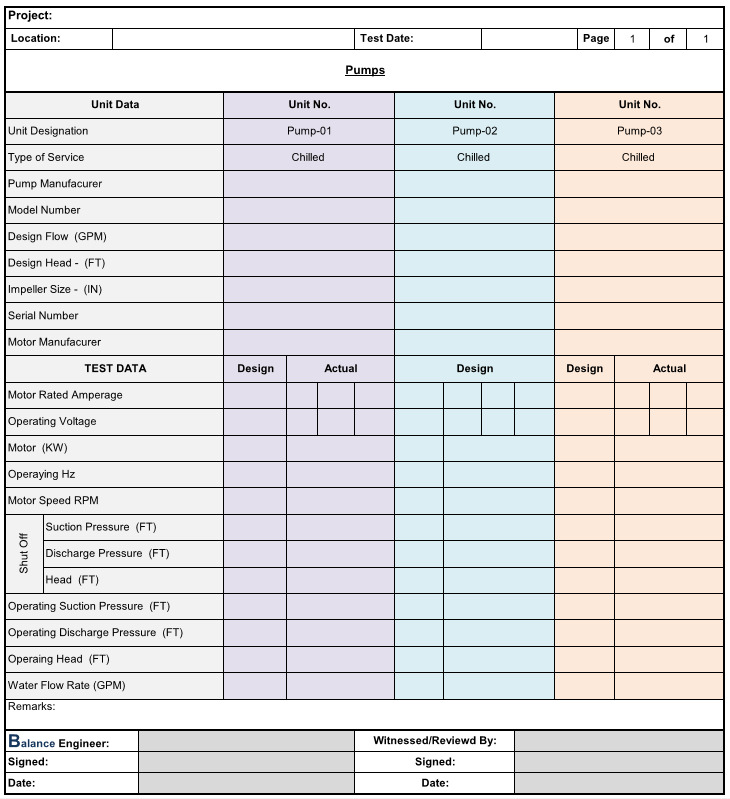 Project:
Location: Test Date: Page 1 of 1
Pumps
Unit Data Unit No. Unit No. Unit No.
Unit Designation Pump-01 Pump-02 Pump-03
Type of Service Chilled Chilled Chilled
Pump Manufacurer
Model Number
Design Flow (GPM)
Design Head - (FT)
Impeller Size - (IN)
Serial Number
Motor Manufacurer
TEST DATA Design Actual Design Design Actual
Motor Rated Amperage
Operating Voltage
Motor (KW)
Operaying Hz
Motor Speed RPM
Shut Off
Suction Pressure (FT)
Discharge Pressure (FT)
Head (FT)
Operating Suction Pressure (FT)
Operating Discharge Pressure (FT)
Operaing Head (FT)
Water Flow Rate (GPM)
Remarks:
Balance Engineer: Witnessed/Reviewd By:
Signed: Signed:
Date: Date: